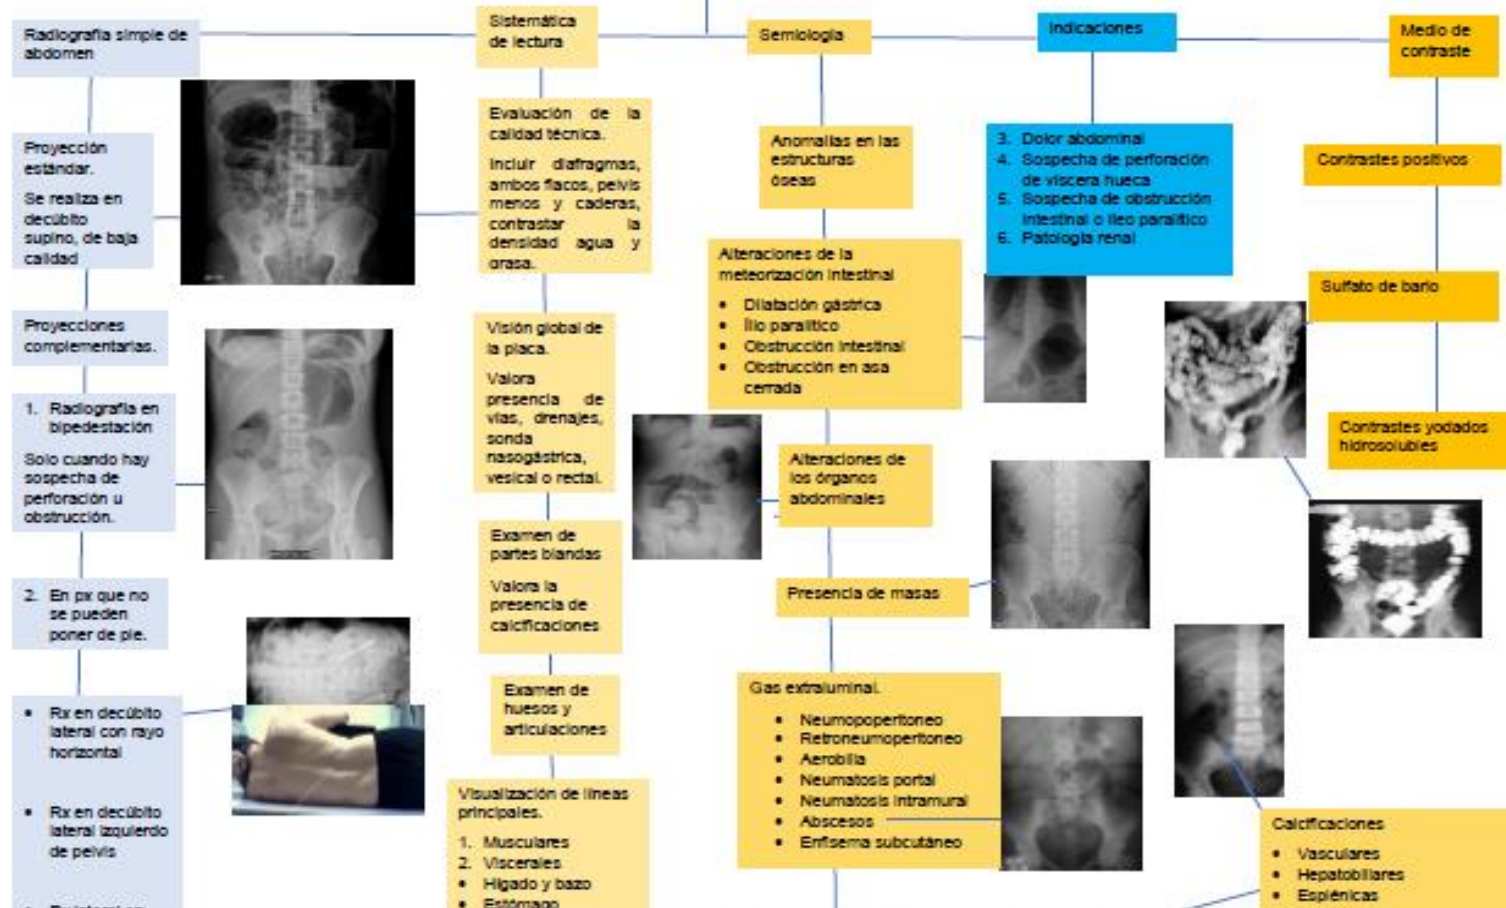 Radiografía simple de
abdomen
Proyección
estándar.
Se realiza en
decúbito
supino, de baja
calidad
Proyecciones
complementarias.
1. Radiografía en
bipedestación
Solo cuando hay
sospecha de
perforación u
obstrucción.
2. En px que no
se pueden
poner de pie.
• Rx en decúbito
lateral con rayo
horizontal
• Rx en decúbito
lateral izquierdo
de pelvis
Sistemática
de lectura
Evaluación de la
calidad técnica.
Incluir diafragmas,
ambos flacos, pelvis
menos y caderas,
contrastar la
densidad agua y
grasa.
Visión global de
la placa.
Valora
presencia de
vías, drenajes,
sonda
nasogástrica,
vesical o rectal.
Examen de
partes blandas
Valora la
presencia de
calcificaciones
Examen de
huesos y
articulaciones
Visualización de líneas
principales.
1. Musculares
2. Viscerales
• Hígado y bazo
• Estómago
Semiología
Anomalías en las
estructuras
óseas
Alteraciones de la
meteorización intestinal
• Dilatación gástrica
• Ílio paralítico
• Obstrucción intestinal
• Obstrucción en asa
cerrada
Alteraciones de
los órganos
abdominales
Presencia de masas
Gas extraluminal.
• Neumopoperitoneo
• Retroneumoperitoneo
• Aerobilia
• Neumatosis portal
• Neumatosis intramural
• Abscesos
• Enfisema subcutáneo
Indicaciones
3. Dolor abdominal
4. Sospecha de perforación
de víscera hueca
5. Sospecha de obstrucción
intestinal o íleo paralítico
6. Patología renal
Medio de
contraste
Contrastes positivos
Sulfato de bario
Contrastes yodados
hidrosolubles
Calcificaciones
• Vasculares
• Hepatobiliares
• Esplénicas